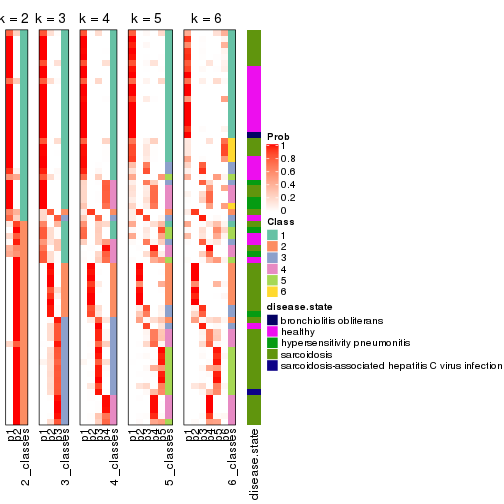 k = 2 k = 3 k = 4 k = 5 k = 6
Prob
1
0.8
0.6
0.4
0.2
0
Class
1
2
3
4
5
6
disease.state
bronchiolitis obliterans
healthy
hypersensitivity pneumonitis
sarcoidosis
sarcoidosis-associated hepatitis C virus infection
p1
p2
2_classes
p1
p2
p3
3_classes
p1
p2
p3
p4
4_classes
p1
p2
p3
p4
p5
5_classes
p1
p2
p3
p4
p5
p6
6_classes
disease.state